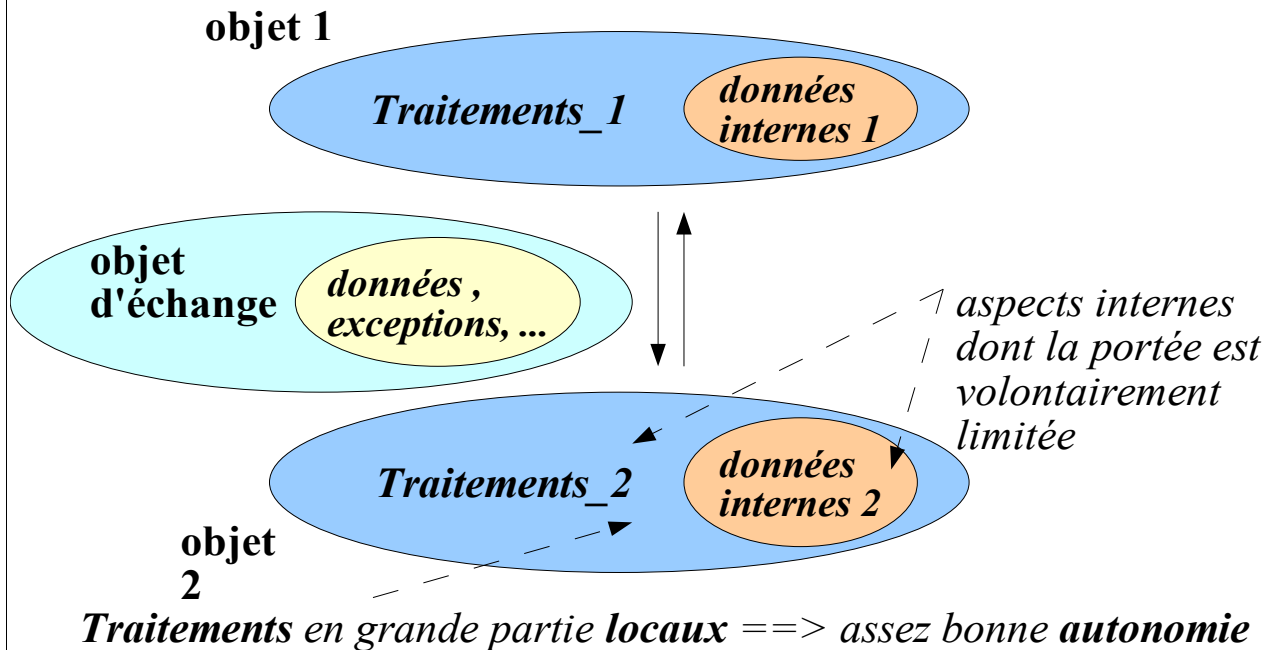 objet 1
Traitements_1
données
internes 1
objet
d'échange
données ,
exceptions, ...
aspects internes
dont la portée est
volontairement
limitée
Traitements_2
données
internes 2
objet
2
Traitements en grande partie locaux ==> assez bonne autonomie